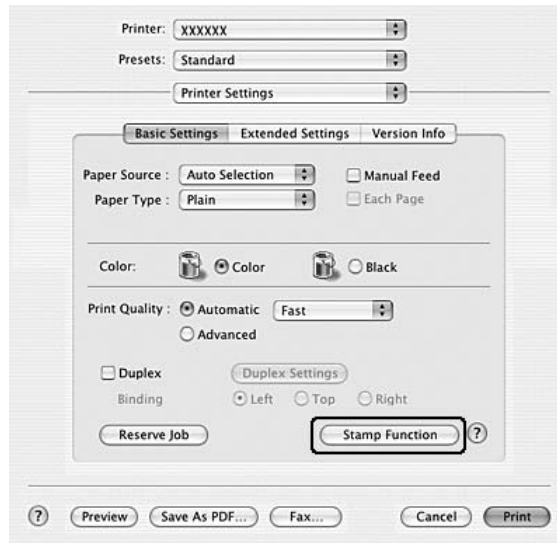 Printer: XXXXXX
Presets: Standard
Printer Settings
Basic Settings Extended Settings Version Info
Paper Source : Auto Selection Manual Feed
Paper Type : Plain Each Page
Color: Color Black
Print Quality : Automatic Fast
Advanced
Duplex Duplex Settings
Binding Left Top Right
Reserve Job Stamp Function ?
? Preview Save As PDF... Fax... Cancel Print